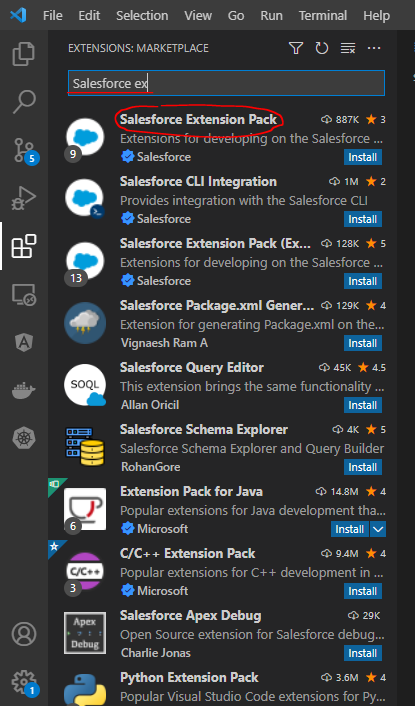 File Edit Selection View Go Run Terminal Help
EXTENSIONS: MARKETPLACE
Salesforce ex
Salesforce Extension Pack 887K 3
Extensions for developing on the Salesforce ...
9 Salesforce Install
Salesforce CLI Integration 1M 2
Provides integration with the Salesforce CLI
Salesforce Install
Salesforce Extension Pack (Ex... 128K 5
Extensions for developing on the Salesforce ...
13 Salesforce Install
Salesforce Package.xml Gener... 129K 4
Extension for generating Package.xml on the...
Vignaesh Ram A Install
Salesforce Query Editor 45K 4.5
This extension brings the same functionality ...
SOQL
Allan Oricil Install
Salesforce Schema Explorer 4K 5
Salesforce Schema Explorer and Query Builder
RohanGore Install
Extension Pack for Java 14.8M 4
Popular extensions for Java development tha...
6 Microsoft Install
C/C++ Extension Pack 9.4M 4
C/C++
Popular extensions for C++ development in ...
3 Microsoft Install
Salesforce Apex Debug 29K
Apex
Debug
Open Source extension for Salesforce debug...
Charlie Jonas Install
Python Extension Pack 3.6M 4
Popular Visual Studio Code extensions for Py...
5
1